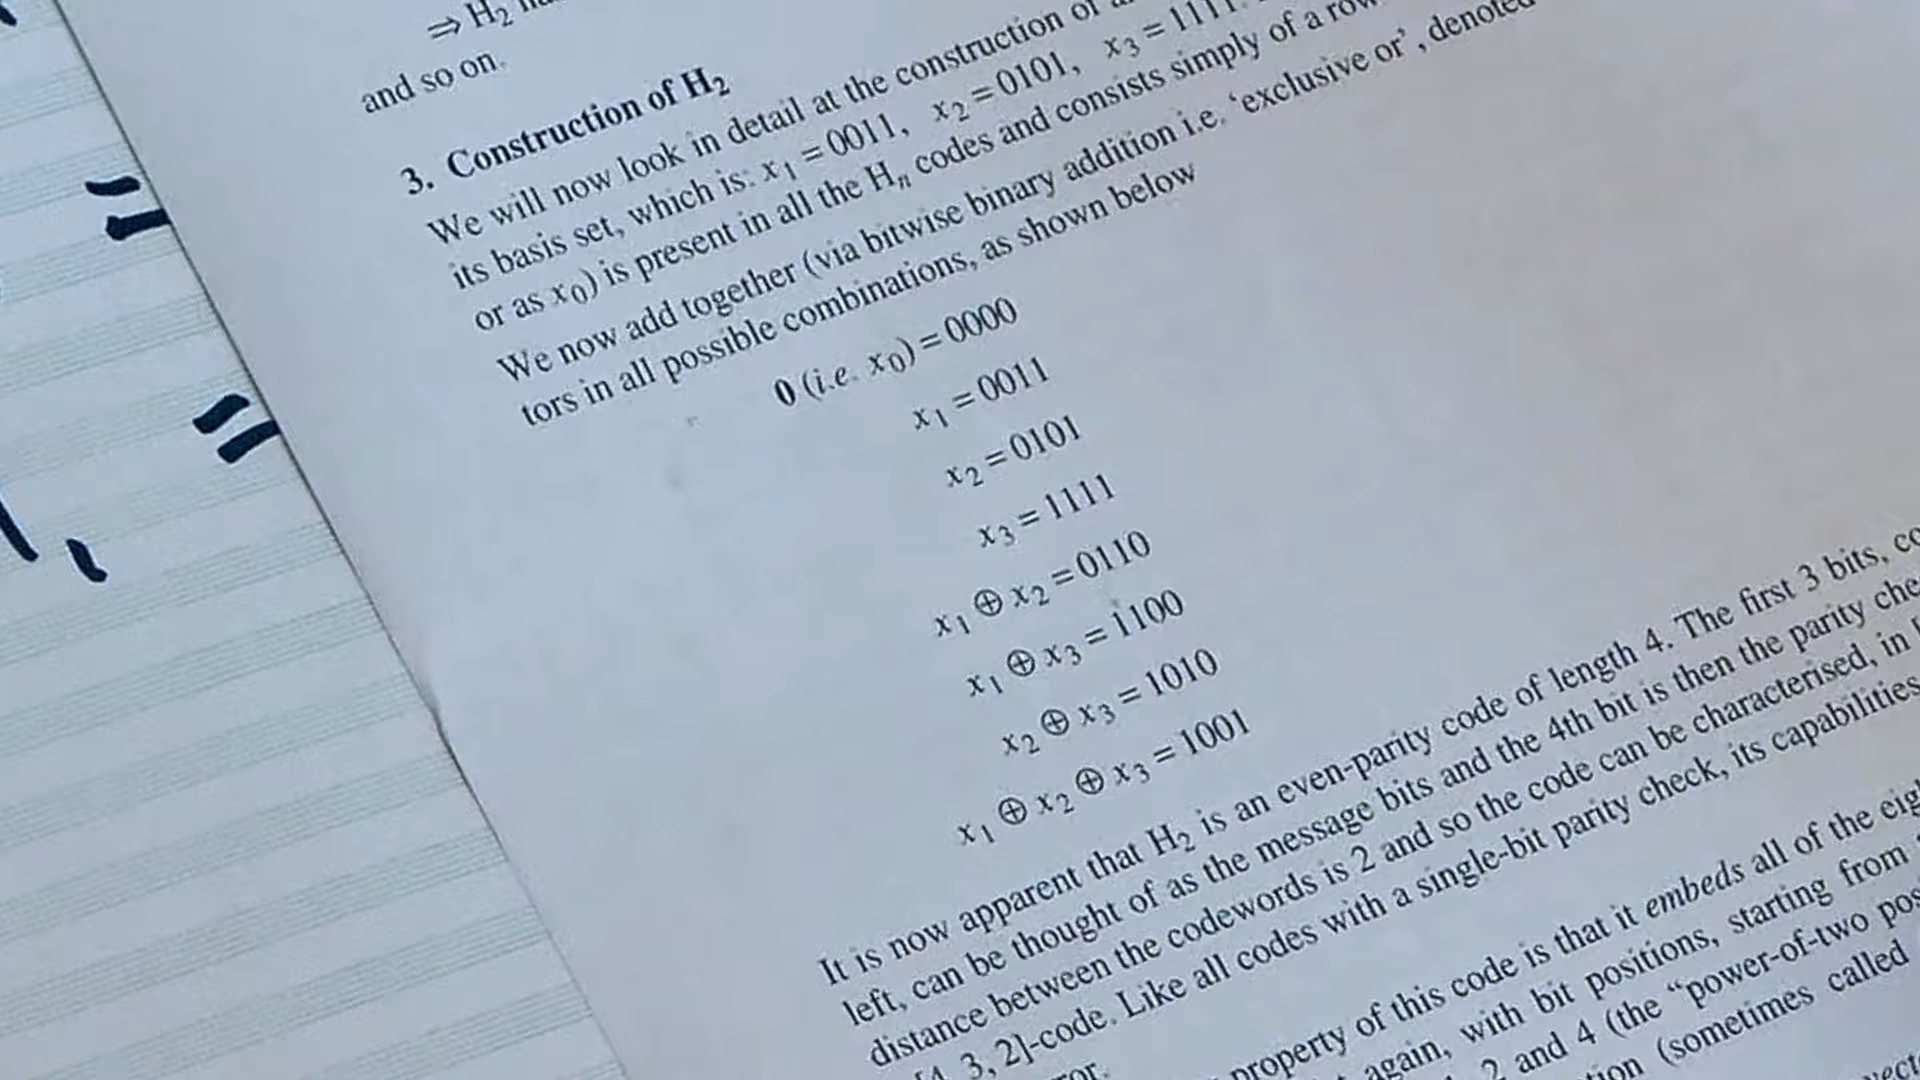 ⇒ H₂
and so on.
3. Construction of H₂
We will now look in detail at the construction of
its basis set, which is: x₁ = 0011, x₂ = 0101, x₃ = 1111.
or as x₀) is present in all the Hₙ codes and consists simply of a row
We now add together (via bitwise binary addition i.e. ‘exclusive or’, denoted
tors in all possible combinations, as shown below
0 (i.e. x₀) = 0000
x₁ = 0011
x₂ = 0101
x₃ = 1111
x₁ ⊕ x₂ = 0110
x₁ ⊕ x₃ = 1100
x₂ ⊕ x₃ = 1010
x₁ ⊕ x₂ ⊕ x₃ = 1001
It is now apparent that H₂ is an even-parity code of length 4. The first 3 bits,
left, can be thought of as the message bits and the 4th bit is then the parity
distance between the codewords is 2 and so the code can be characterised, in
[4, 3, 2]-code. Like all codes with a single-bit parity check, its capabilities
property of this code is that it embeds all of the
again, with bit positions, starting from
2 and 4 (the “power-of-two
(sometimes called